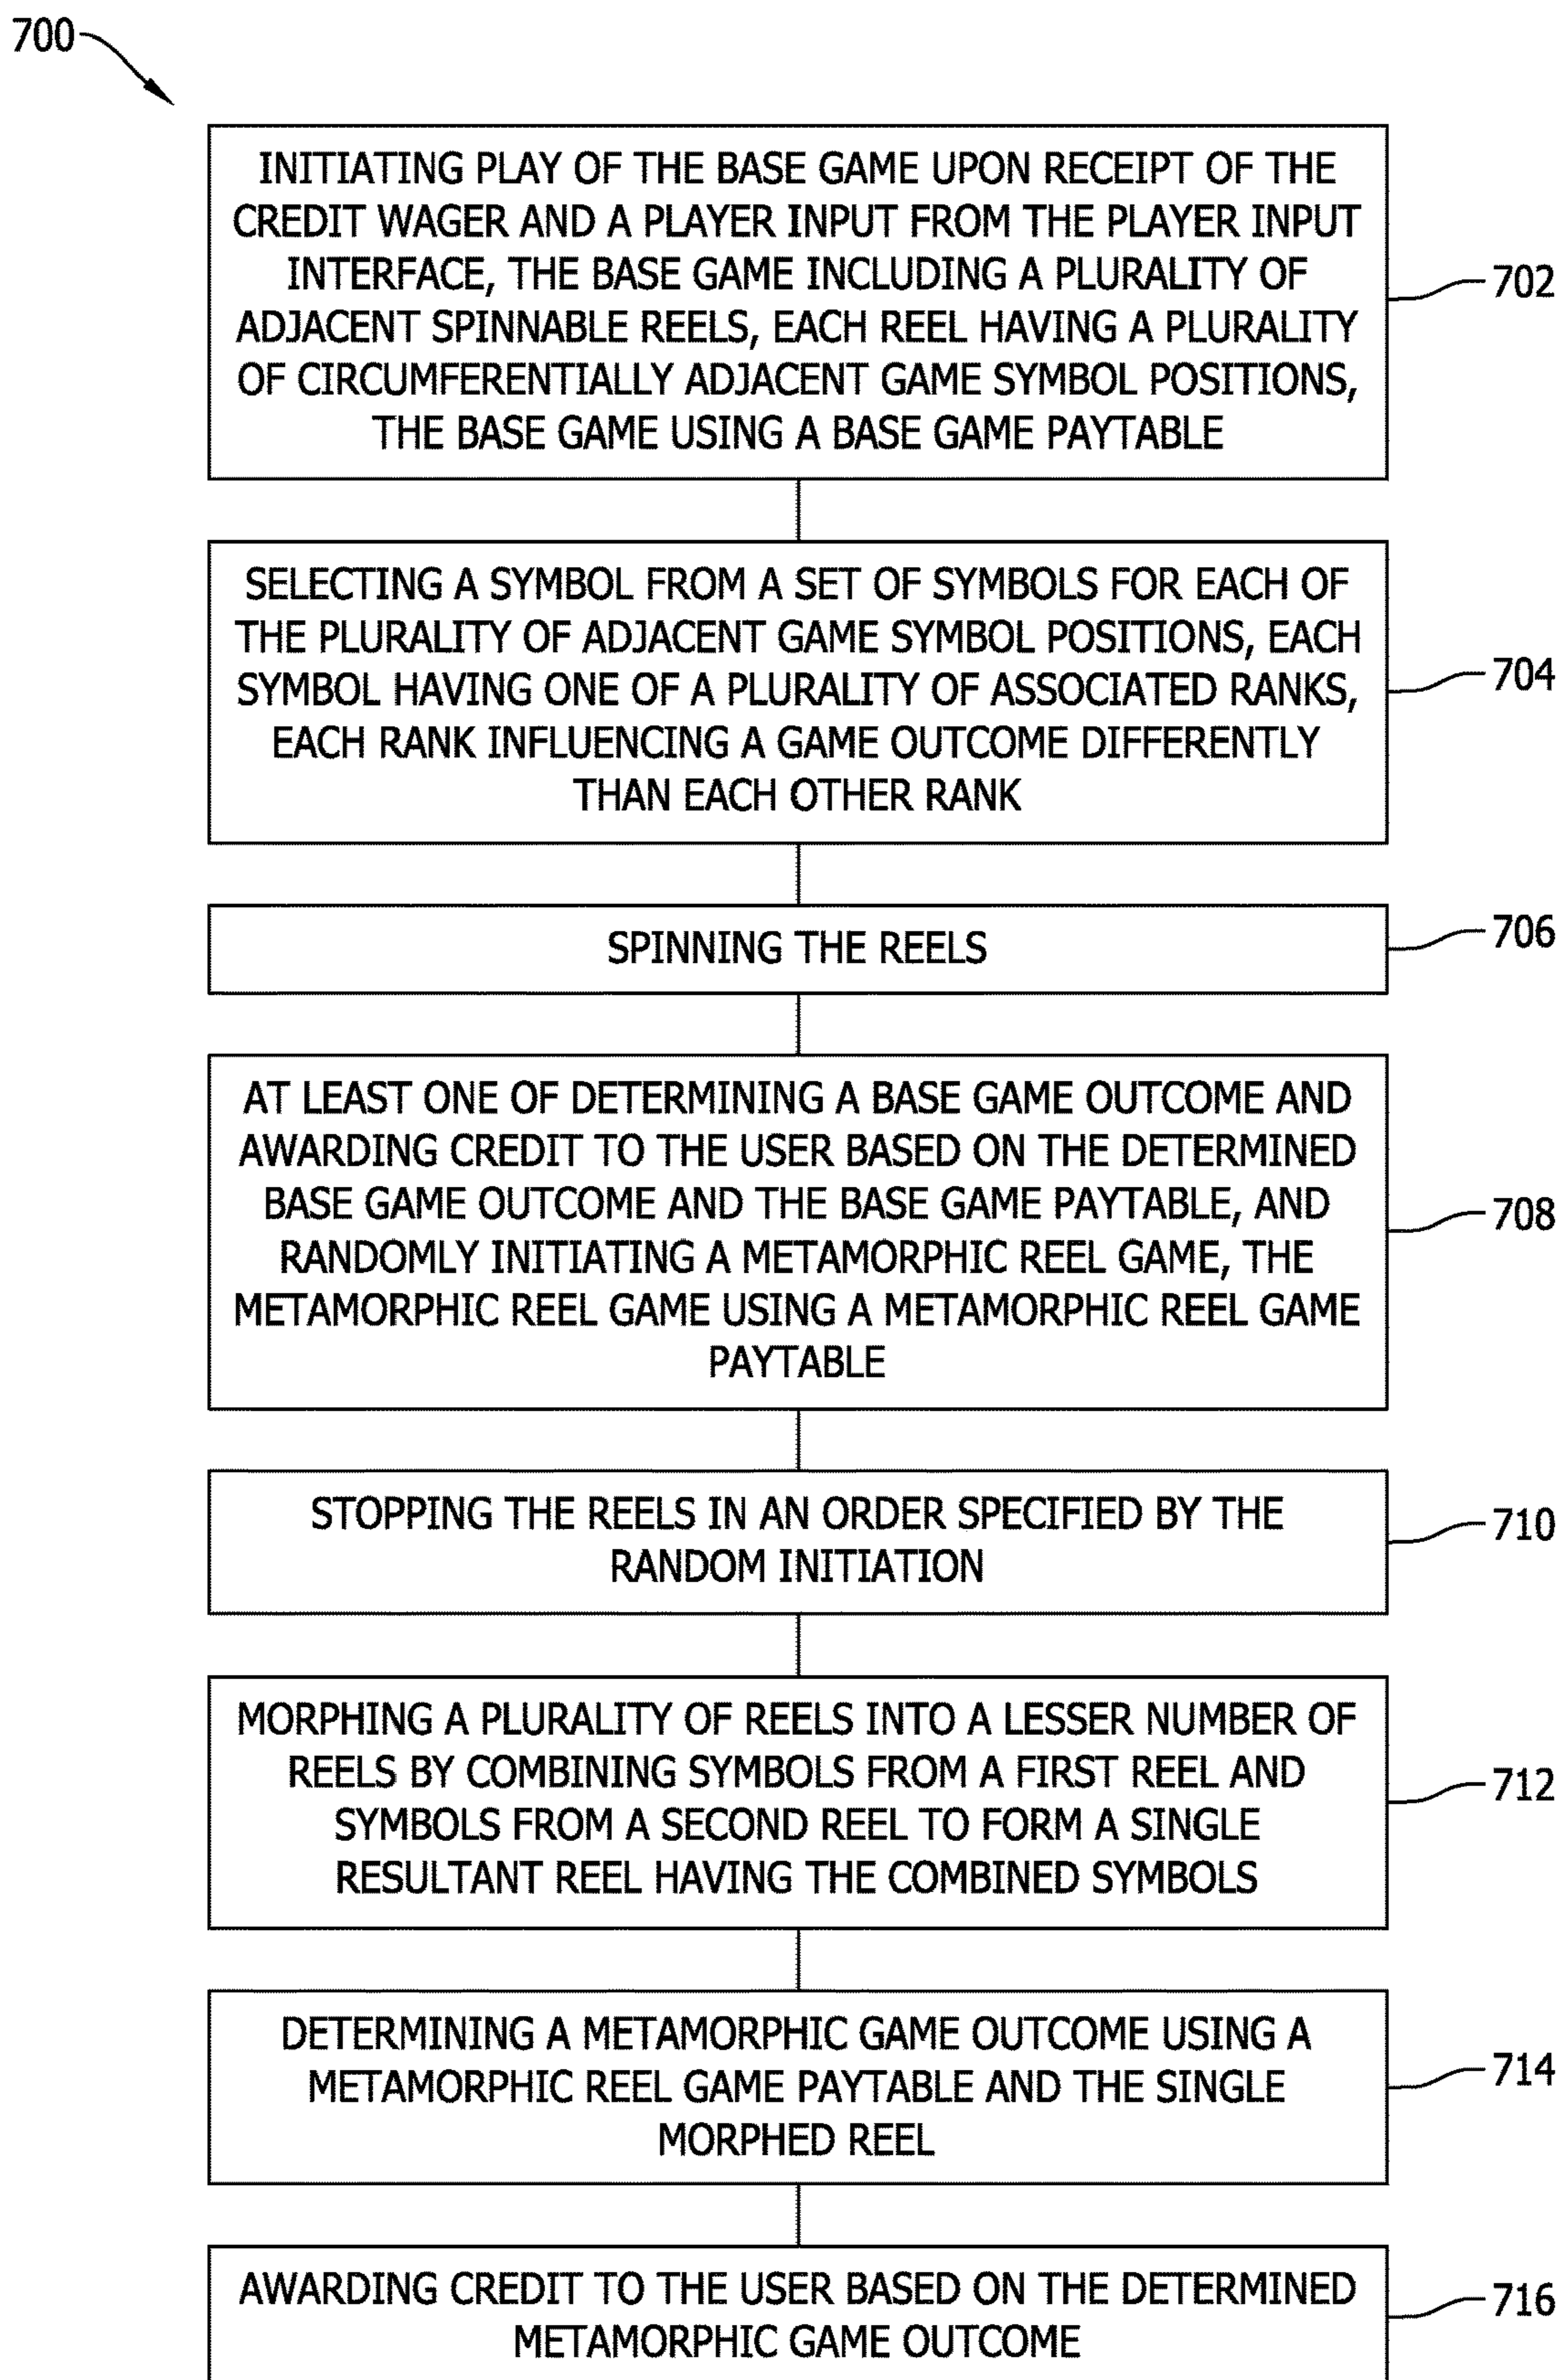 700
INITIATING PLAY OF THE BASE GAME UPON RECEIPT OF THE
CREDIT WAGER AND A PLAYER INPUT FROM THE PLAYER INPUT
INTERFACE, THE BASE GAME INCLUDING A PLURALITY OF
ADJACENT SPINNABLE REELS, EACH REEL HAVING A PLURALITY
OF CIRCUMFERENTIALLY ADJACENT GAME SYMBOL POSITIONS,
THE BASE GAME USING A BASE GAME PAYTABLE
702
SELECTING A SYMBOL FROM A SET OF SYMBOLS FOR EACH OF
THE PLURALITY OF ADJACENT GAME SYMBOL POSITIONS, EACH
SYMBOL HAVING ONE OF A PLURALITY OF ASSOCIATED RANKS,
EACH RANK INFLUENCING A GAME OUTCOME DIFFERENTLY
THAN EACH OTHER RANK
704
SPINNING THE REELS
706
AT LEAST ONE OF DETERMINING A BASE GAME OUTCOME AND
AWARDING CREDIT TO THE USER BASED ON THE DETERMINED
BASE GAME OUTCOME AND THE BASE GAME PAYTABLE, AND
RANDOMLY INITIATING A METAMORPHIC REEL GAME, THE
METAMORPHIC REEL GAME USING A METAMORPHIC REEL GAME
PAYTABLE
708
STOPPING THE REELS IN AN ORDER SPECIFIED BY THE
RANDOM INITIATION
710
MORPHING A PLURALITY OF REELS INTO A LESSER NUMBER OF
REELS BY COMBINING SYMBOLS FROM A FIRST REEL AND
SYMBOLS FROM A SECOND REEL TO FORM A SINGLE
RESULTANT REEL HAVING THE COMBINED SYMBOLS
712
DETERMINING A METAMORPHIC GAME OUTCOME USING A
METAMORPHIC REEL GAME PAYTABLE AND THE SINGLE
MORPHED REEL
714
AWARDING CREDIT TO THE USER BASED ON THE DETERMINED
METAMORPHIC GAME OUTCOME
716